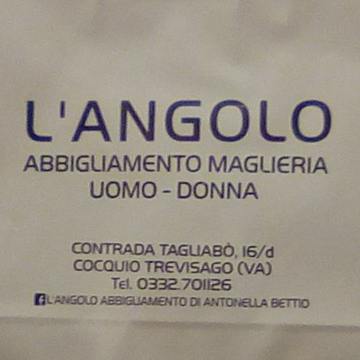 L'ANGOLO
ABBIGLIAMENTO MAGLIERIA
UOMO - DONNA
CONTRADA TAGLIABÒ, 16/d
COCQUIO TREVISAGO (VA)
Tel. 0332.701126
L'ANGOLO ABBIGLIAMENTO DI ANTONELLA BETTIO